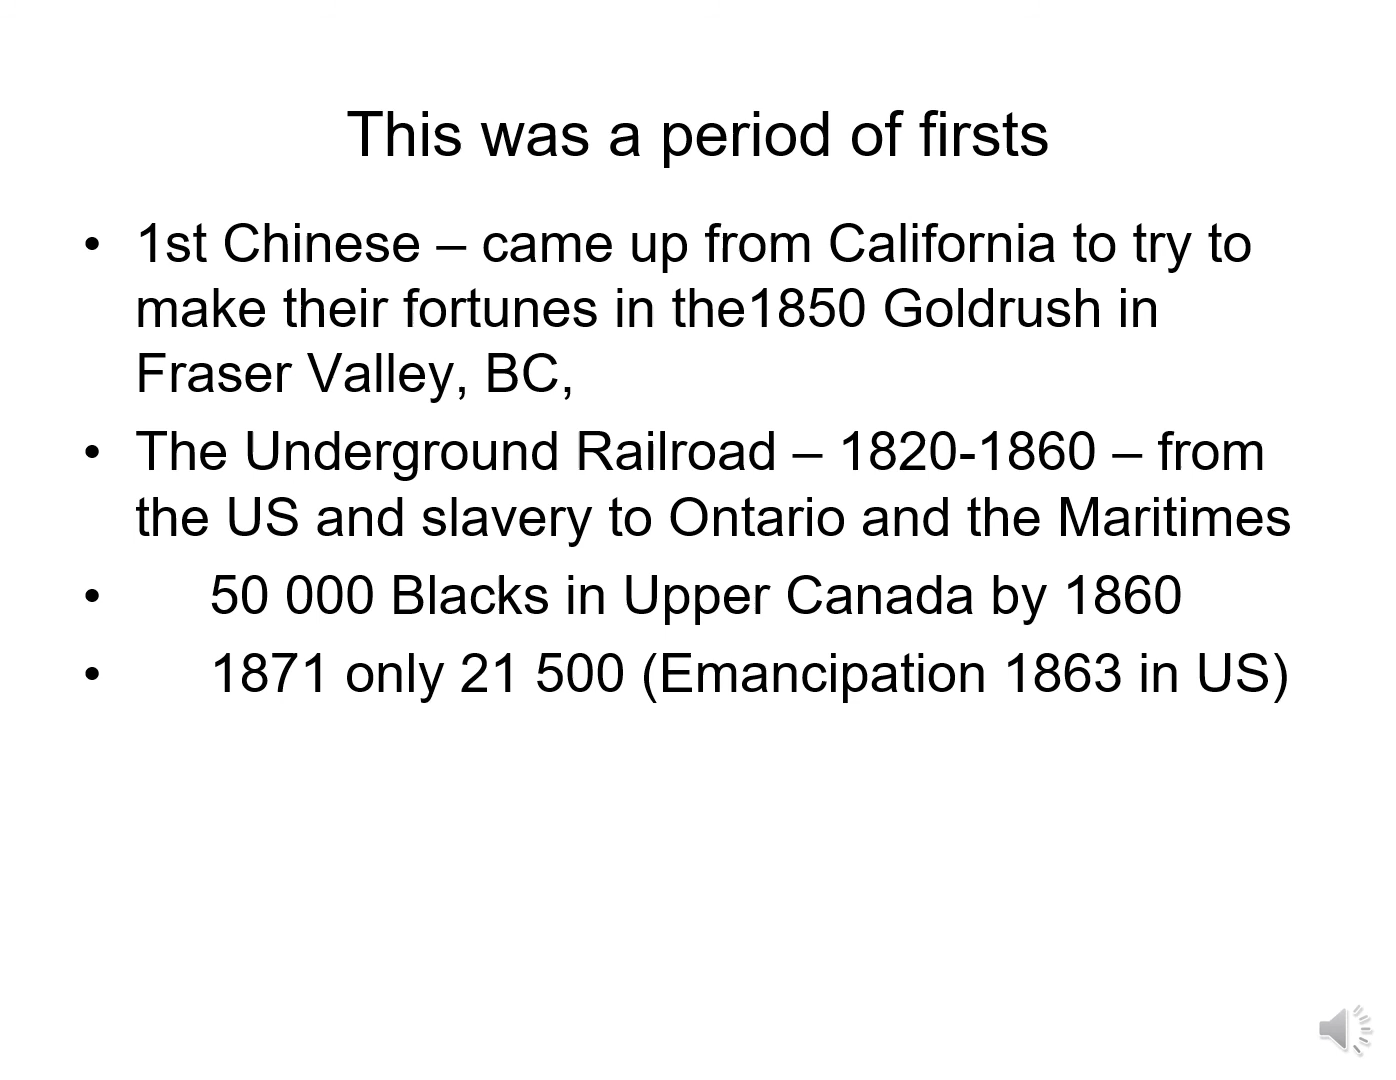 This was a period of firsts
• 1st Chinese – came up from California to try to
make their fortunes in the1850 Goldrush in
Fraser Valley, BC,
• The Underground Railroad – 1820-1860 – from
the US and slavery to Ontario and the Maritimes
• 50 000 Blacks in Upper Canada by 1860
• 1871 only 21 500 (Emancipation 1863 in US)